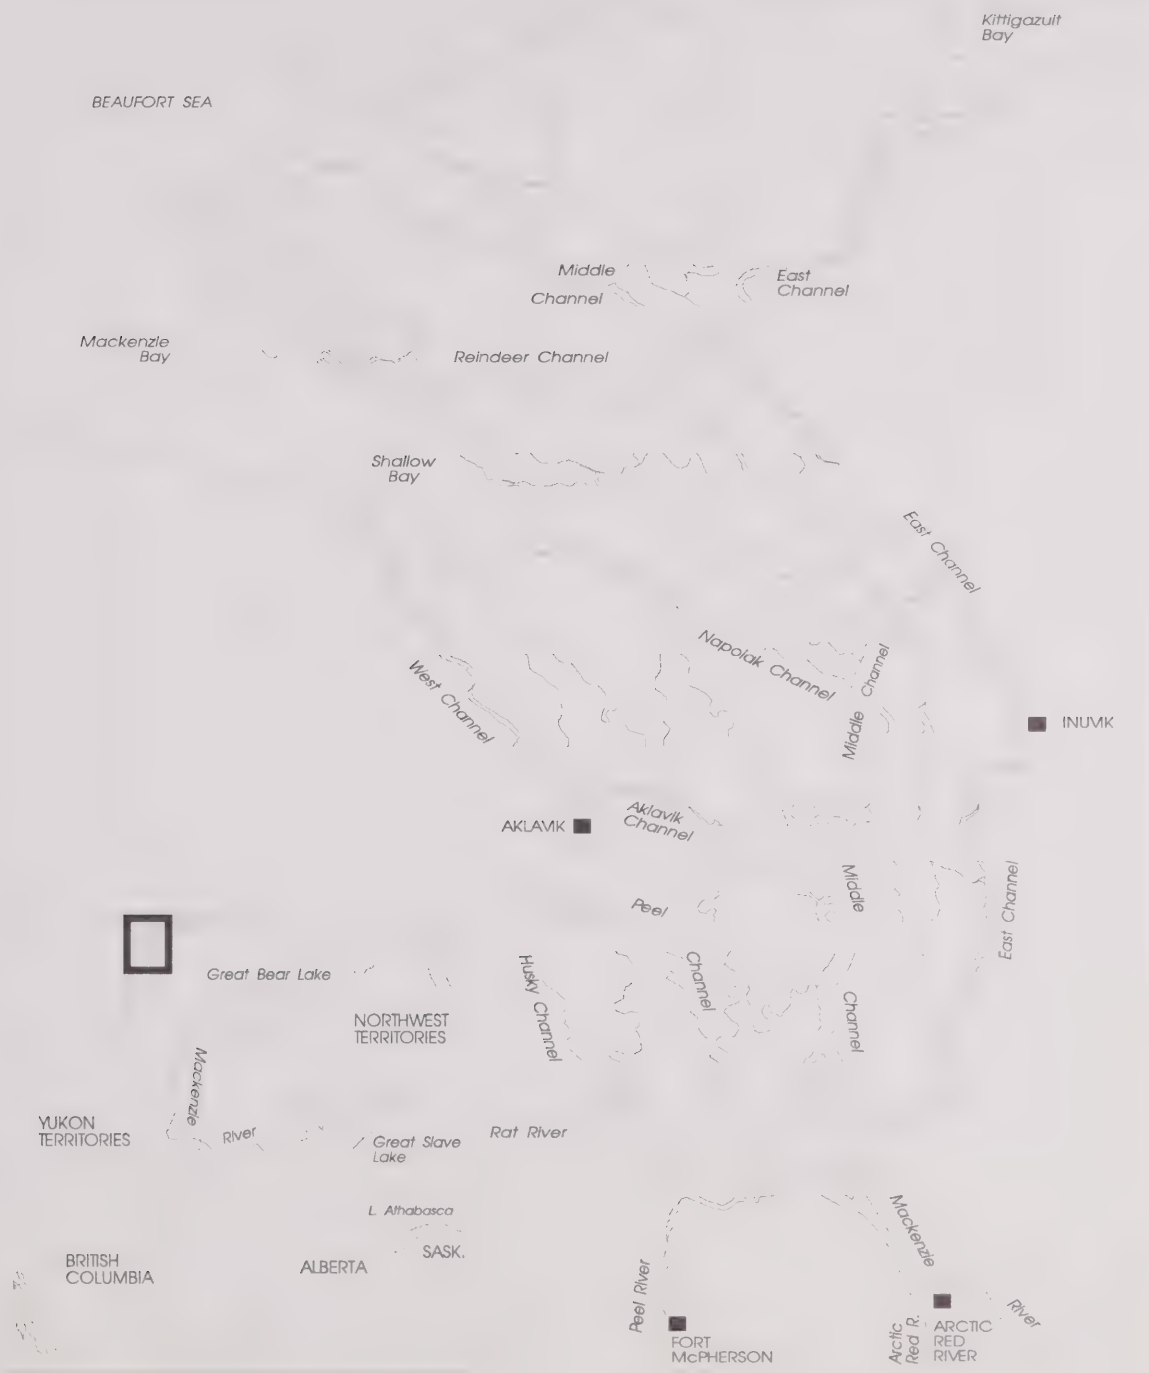 Kittigazuit
Bay
BEAUFORT SEA
Middle
Channel
East
Channel
Mackenzie
Bay
Reindeer Channel
Shallow
Bay
East Channel
Napoiak Channel
West Channel
Middle
Channel
INUVIK
AKLAVIK
Aklavik
Channel
Peel
Channel
Middle
Channel
East Channel
Husky Channel
Great Bear Lake
NORTHWEST
TERRITORIES
Mackenzie
River
YUKON
TERRITORIES
Great Slave
Lake
Rat River
L. Athabasca
SASK.
BRITISH
COLUMBIA
ALBERTA
Peel River
FORT
McPHERSON
Mackenzie
River
Arctic
Red R.
ARCTIC
RED
RIVER